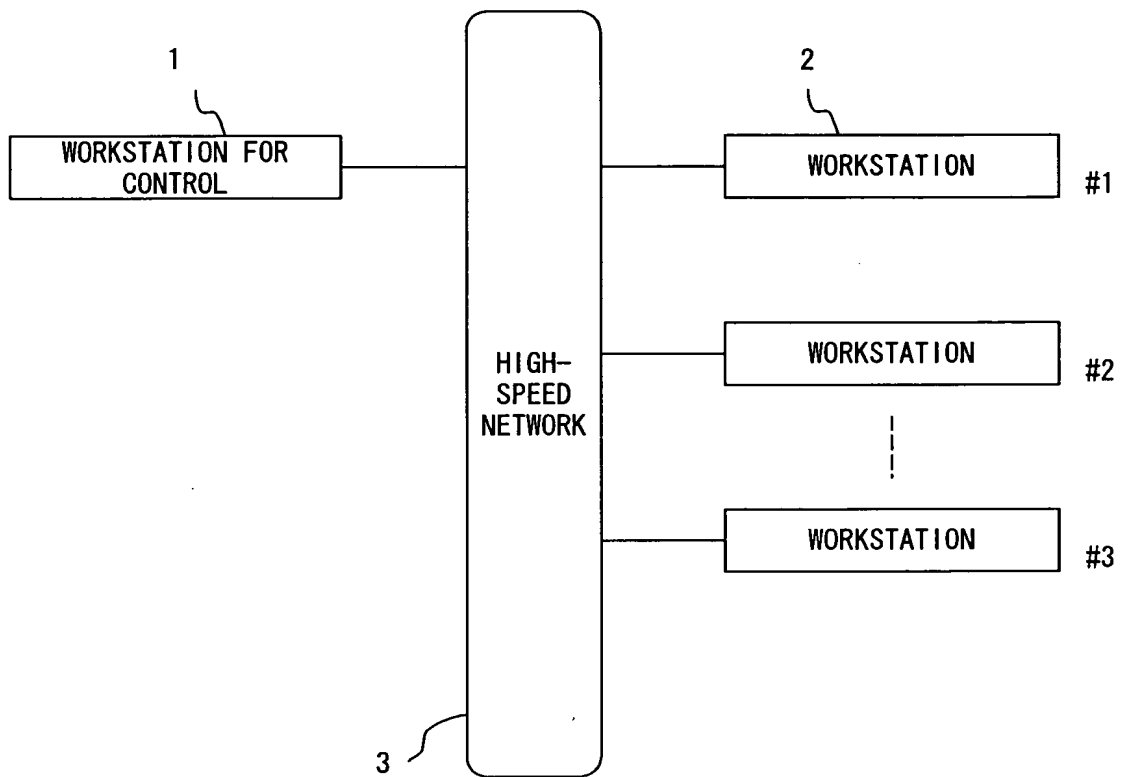 1
2
WORKSTATION FOR
CONTROL
WORKSTATION
#1
HIGH-
SPEED
NETWORK
WORKSTATION
#2
WORKSTATION
#3
3